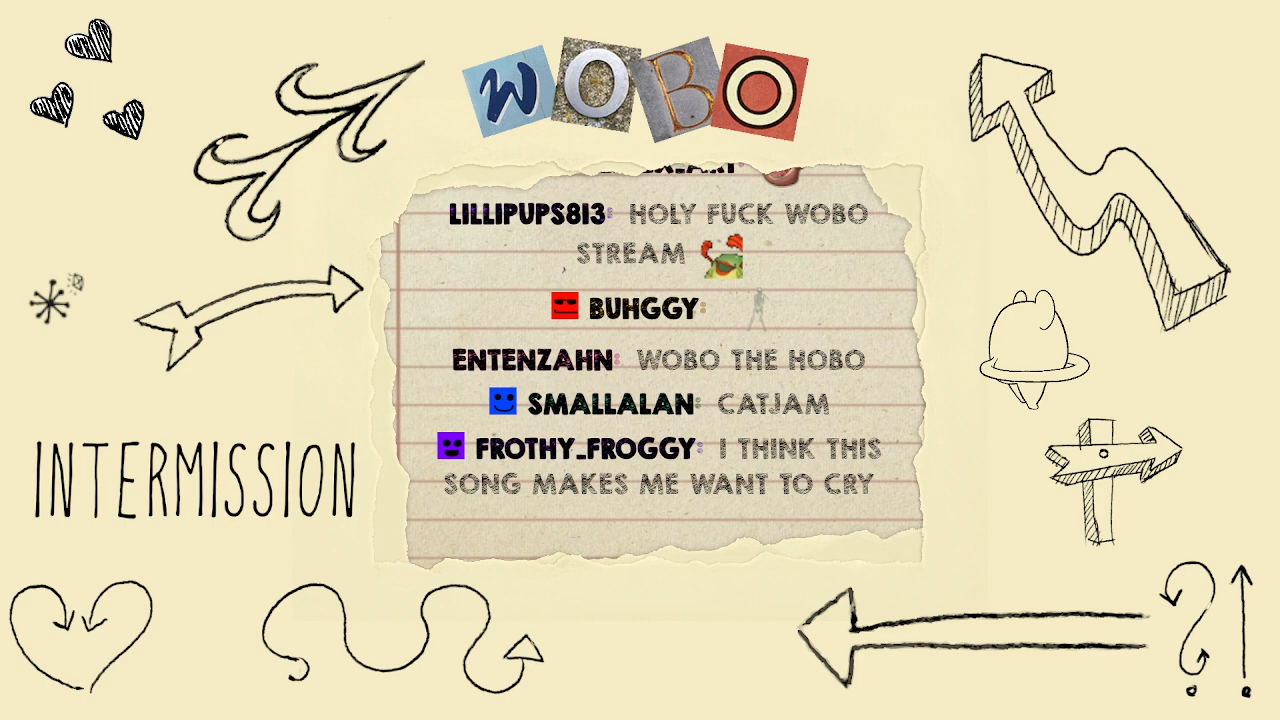 WOBO
LILLIPUPS813: HOLY FUCK WOBO
STREAM
BUHGGY:
ENTENZAHN: WOBO THE HOBO
SMALLALAN: CATJAM
FROTHY_FROGGY: I THINK THIS
SONG MAKES ME WANT TO CRY
INTERMISSION